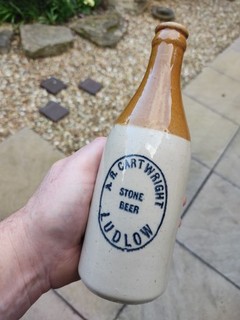 A. R. CARTWRIGHT
STONE
BEER
LUDLOW